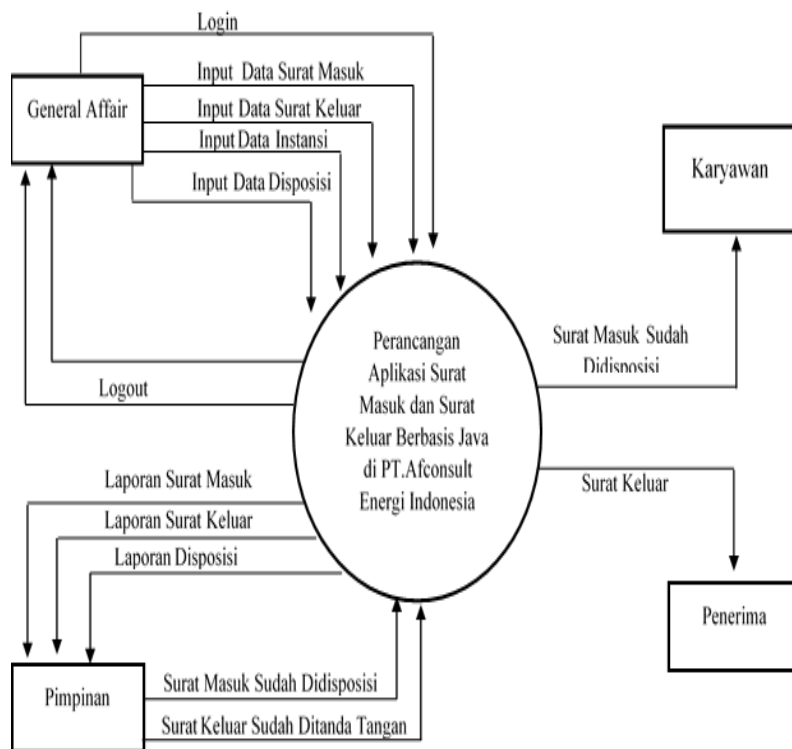 Login
Input Data Surat Masuk
General Affair
Input Data Surat Keluar
Input Data Instansi
Input Data Disposisi
Karyawan
Perancangan
Aplikasi Surat
Masuk dan Surat
Keluar Berbasis Java
di PT.Afconsult
Energi Indonesia
Surat Masuk Sudah
Didisposisi
Logout
Surat Keluar
Laporan Surat Masuk
Laporan Surat Keluar
Laporan Disposisi
Penerima
Pimpinan
Surat Masuk Sudah Didisposisi
Surat Keluar Sudah Ditanda Tangan